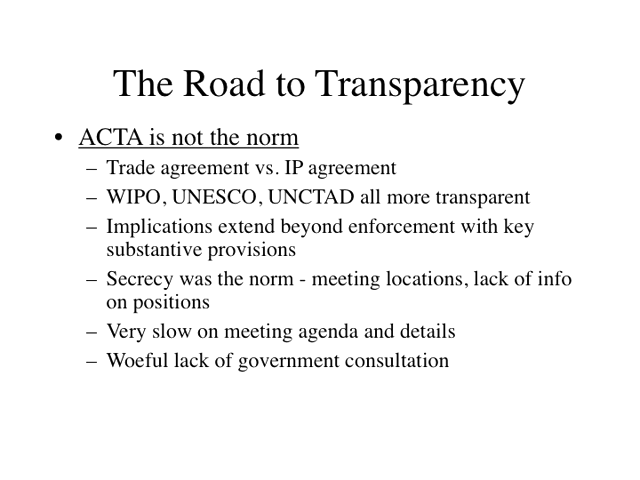 The Road to Transparency
• ACTA is not the norm
– Trade agreement vs. IP agreement
– WIPO, UNESCO, UNCTAD all more transparent
– Implications extend beyond enforcement with key
substantive provisions
– Secrecy was the norm - meeting locations, lack of info
on positions
– Very slow on meeting agenda and details
– Woeful lack of government consultation